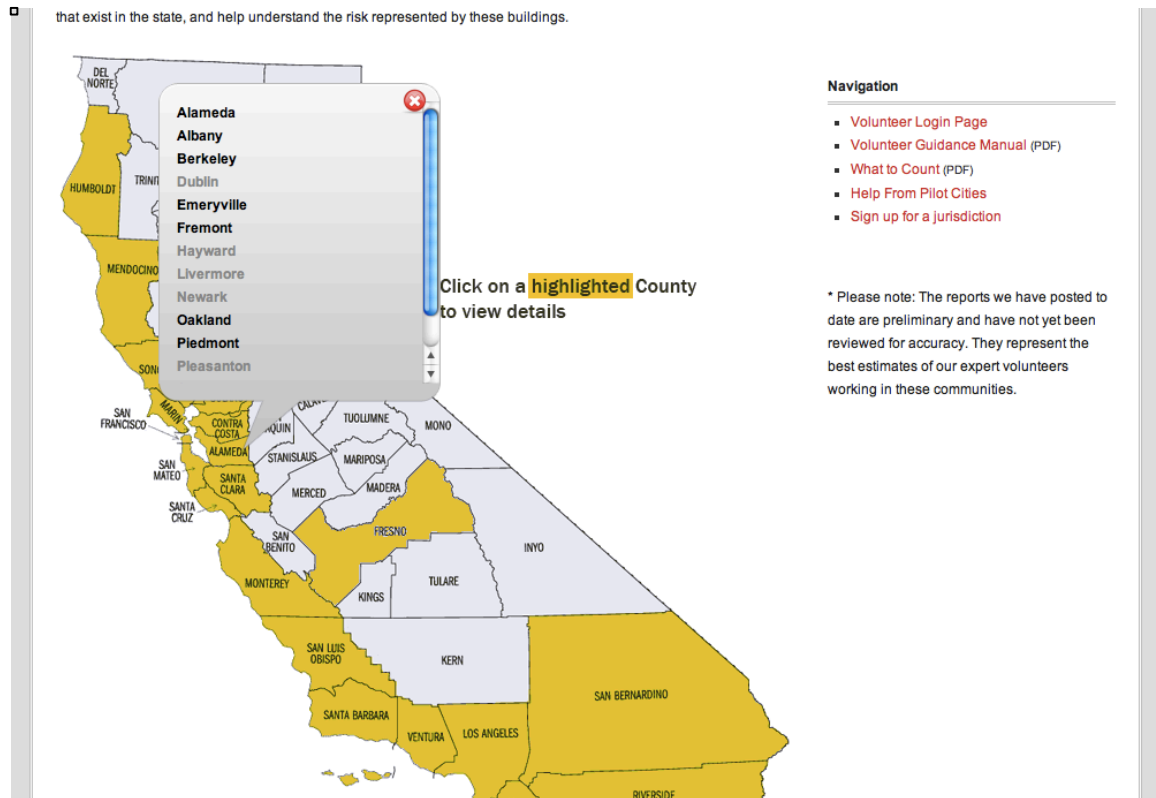 that exist in the state, and help understand the risk represented by these buildings.
DEL
NORTE
HUMBOLDT
MENDOCINO
Alameda
Albany
Berkeley
Dublin
Emeryville
Fremont
Hayward
Livermore
Newark
Oakland
Piedmont
Pleasanton
Click on a highlighted County
to view details
MARIN
SAN
FRANCISCO
CONTRA
COSTA
ALAMEDA
SAN
MATEO
SANTA
CLARA
SANTA
CRUZ
TUOLUMNE
MONO
STANISLAUS
MARIPOSA
MERCED
MADERA
SAN
BENITO
FRESNO
INYO
MONTEREY
KINGS
TULARE
SAN LUIS
OBISPO
KERN
SAN BERNARDINO
SANTA BARBARA
VENTURA
LOS ANGELES
RIVERSIDE
Navigation
Volunteer Login Page
Volunteer Guidance Manual (PDF)
What to Count (PDF)
Help From Pilot Cities
Sign up for a jurisdiction
* Please note: The reports we have posted to
date are preliminary and have not yet been
reviewed for accuracy. They represent the
best estimates of our expert volunteers
working in these communities.